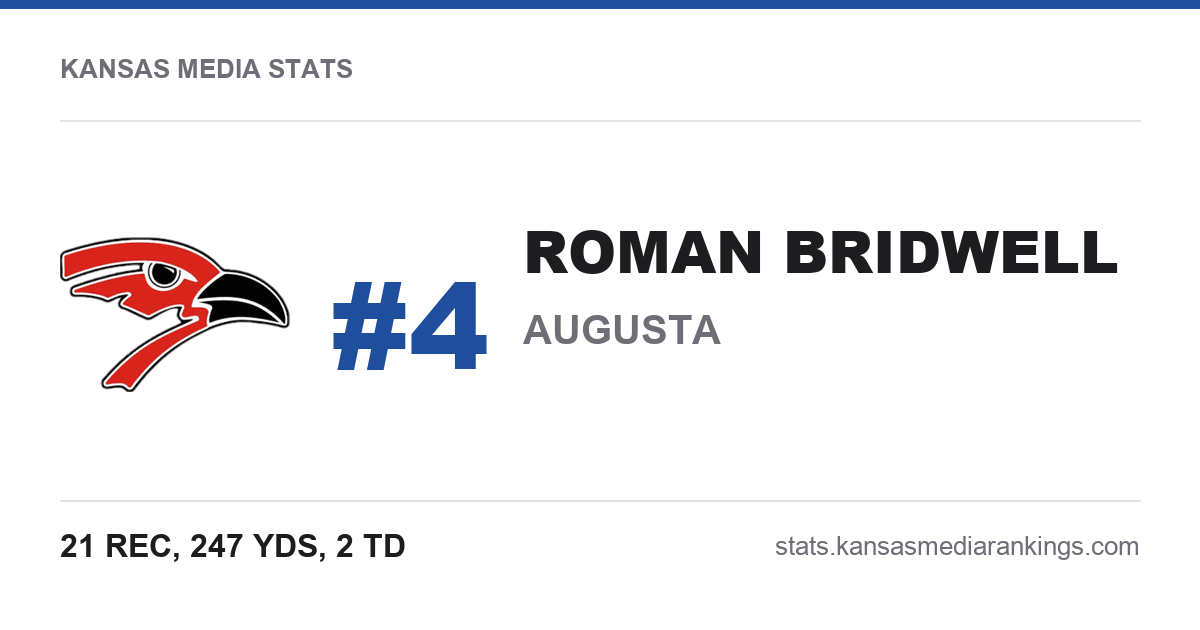 KANSAS MEDIA STATS
#4
ROMAN BRIDWELL
AUGUSTA
21 REC, 247 YDS, 2 TD
stats.kansasmediarankings.com